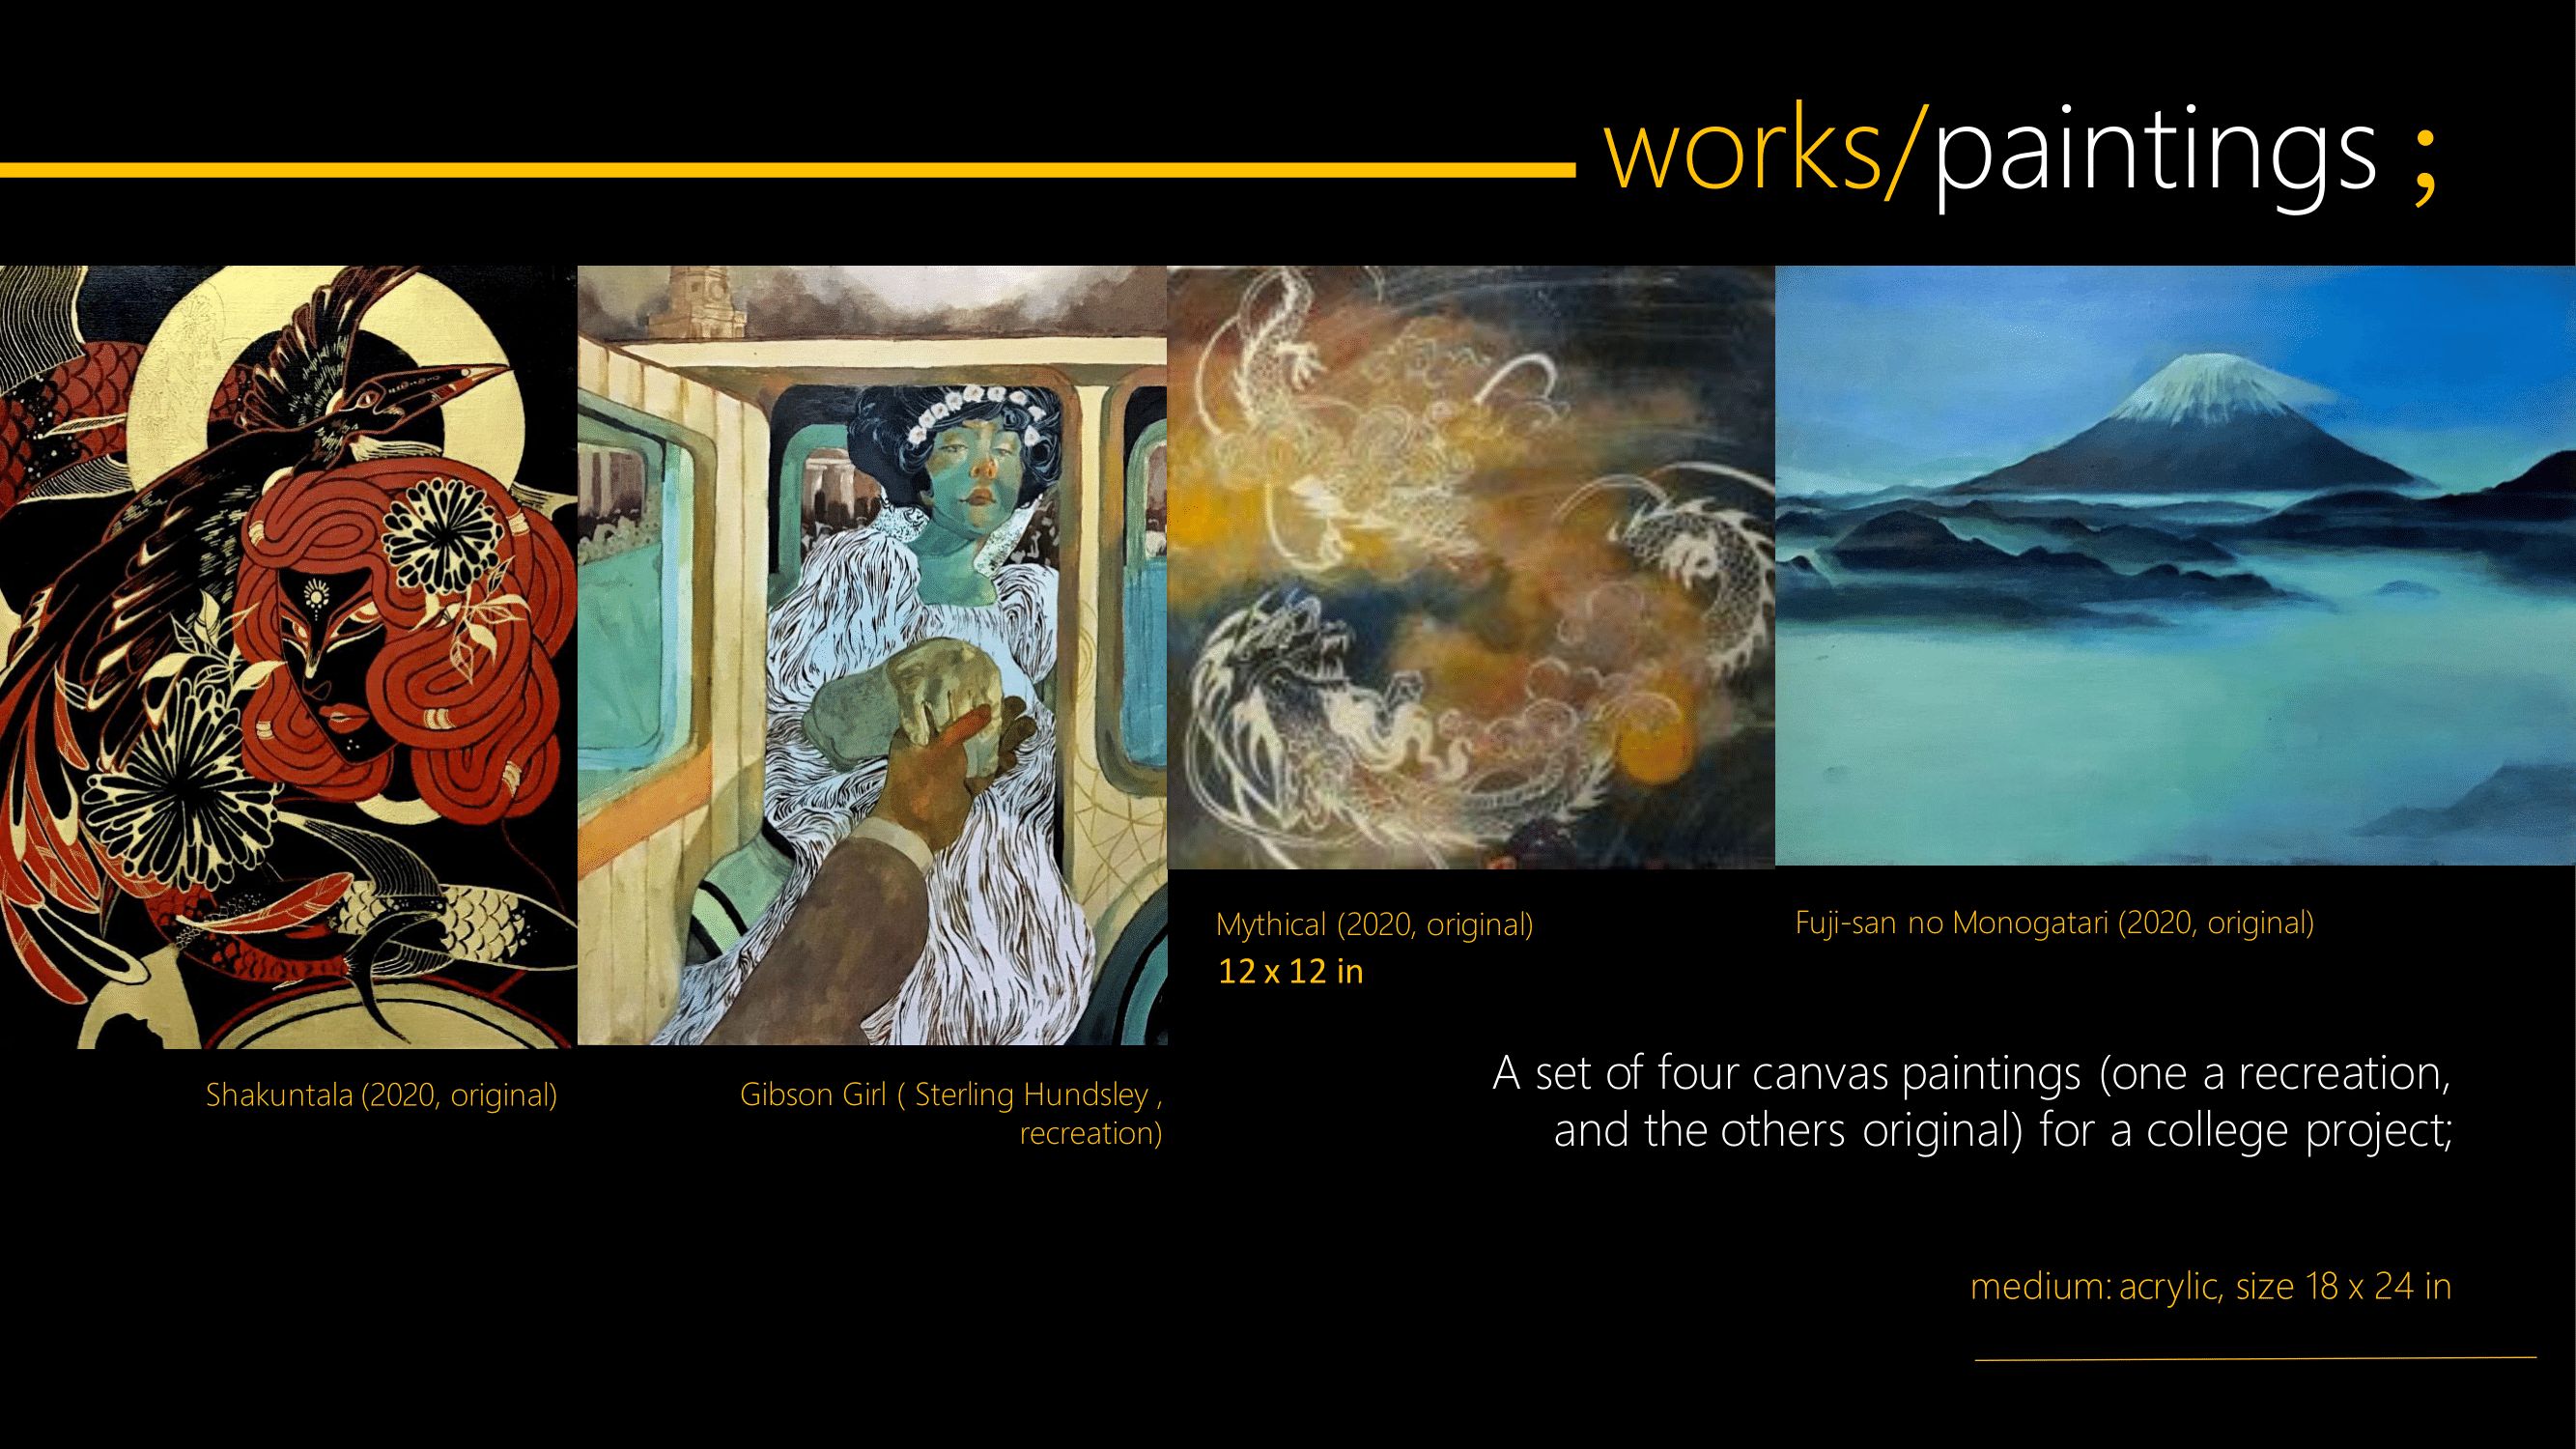 works/paintings ;
Mythical (2020, original)
12 x 12 in
Fuji-san no Monogatari (2020, original)
Shakuntala (2020, original)
Gibson Girl ( Sterling Hundsley ,
recreation)
A set of four canvas paintings (one a recreation,
and the others original) for a college project;
medium: acrylic, size 18 x 24 in